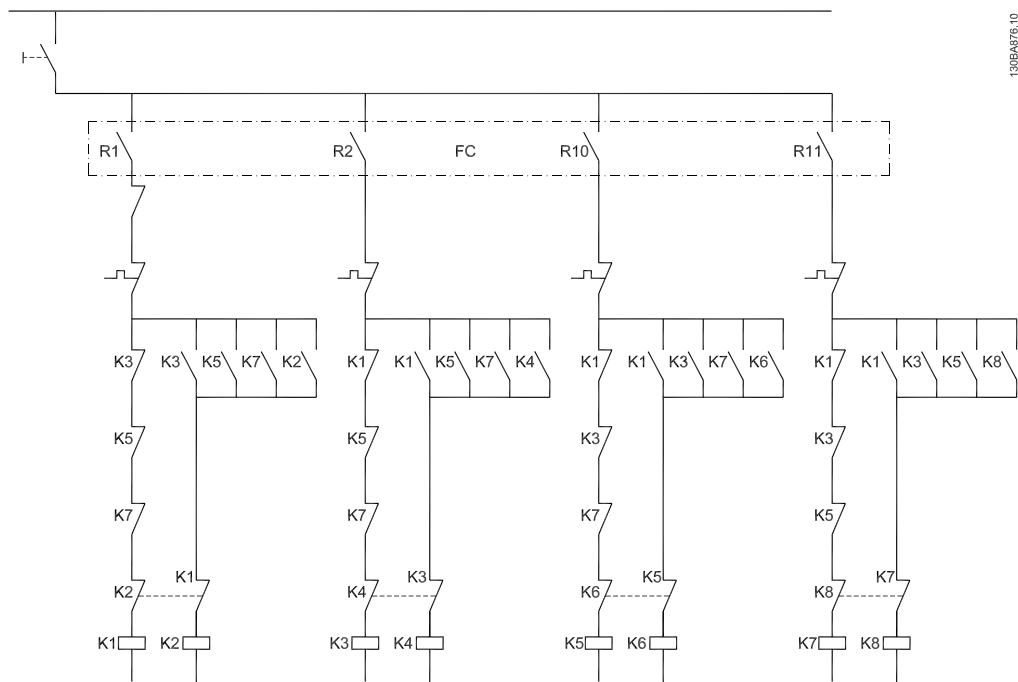 130BA876.10
R1 R2 FC R10 R11
K3 K3 K5 K7 K2 K1 K1 K5 K7 K4 K1 K1 K3 K7 K6 K1 K1 K3 K5 K8
K5 K5 K3 K3
K7 K7 K7 K5
K2 K1 K4 K3 K6 K5 K8 K7
K1 K2 K3 K4 K5 K6 K7 K8